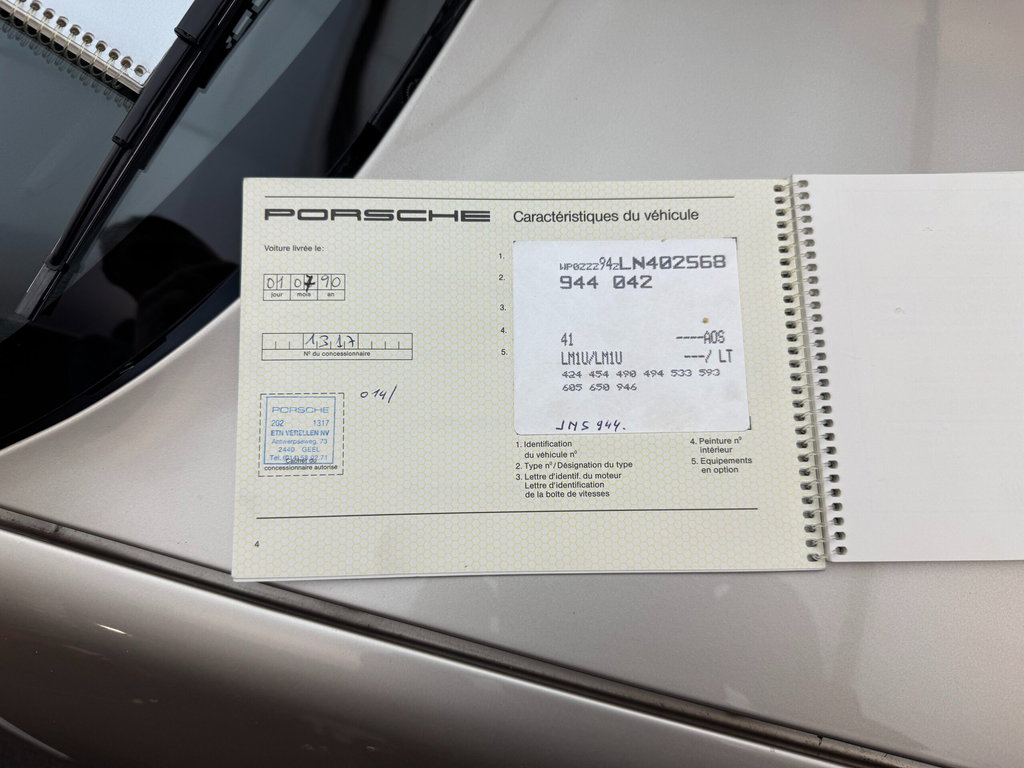 PORSCHE
Caractéristiques du véhicule
Voiture livrée le:
01 07 90
jour mois an
1317
N° du concessionnaire
014/
PORSCHE
202 1317
ETN VERELLEN NV
Antwerpseweg, 73
2440 GEEL
Cachet du
concessionnaire autorisé
1.
2.
3.
4.
5.
WP0ZZZ94ZLN402568
944 042
41 ----AOS
LM1U/LM1U ---/ LT
424 454 490 494 533 593
605 650 946
JNS 944.
1. Identification
du véhicule n°
2. Type n°/Désignation du type
3. Lettre d'identif. du moteur
Lettre d'identification
de la boîte de vitesses
4. Peinture n°
intérieur
5. Equipements
en option
4